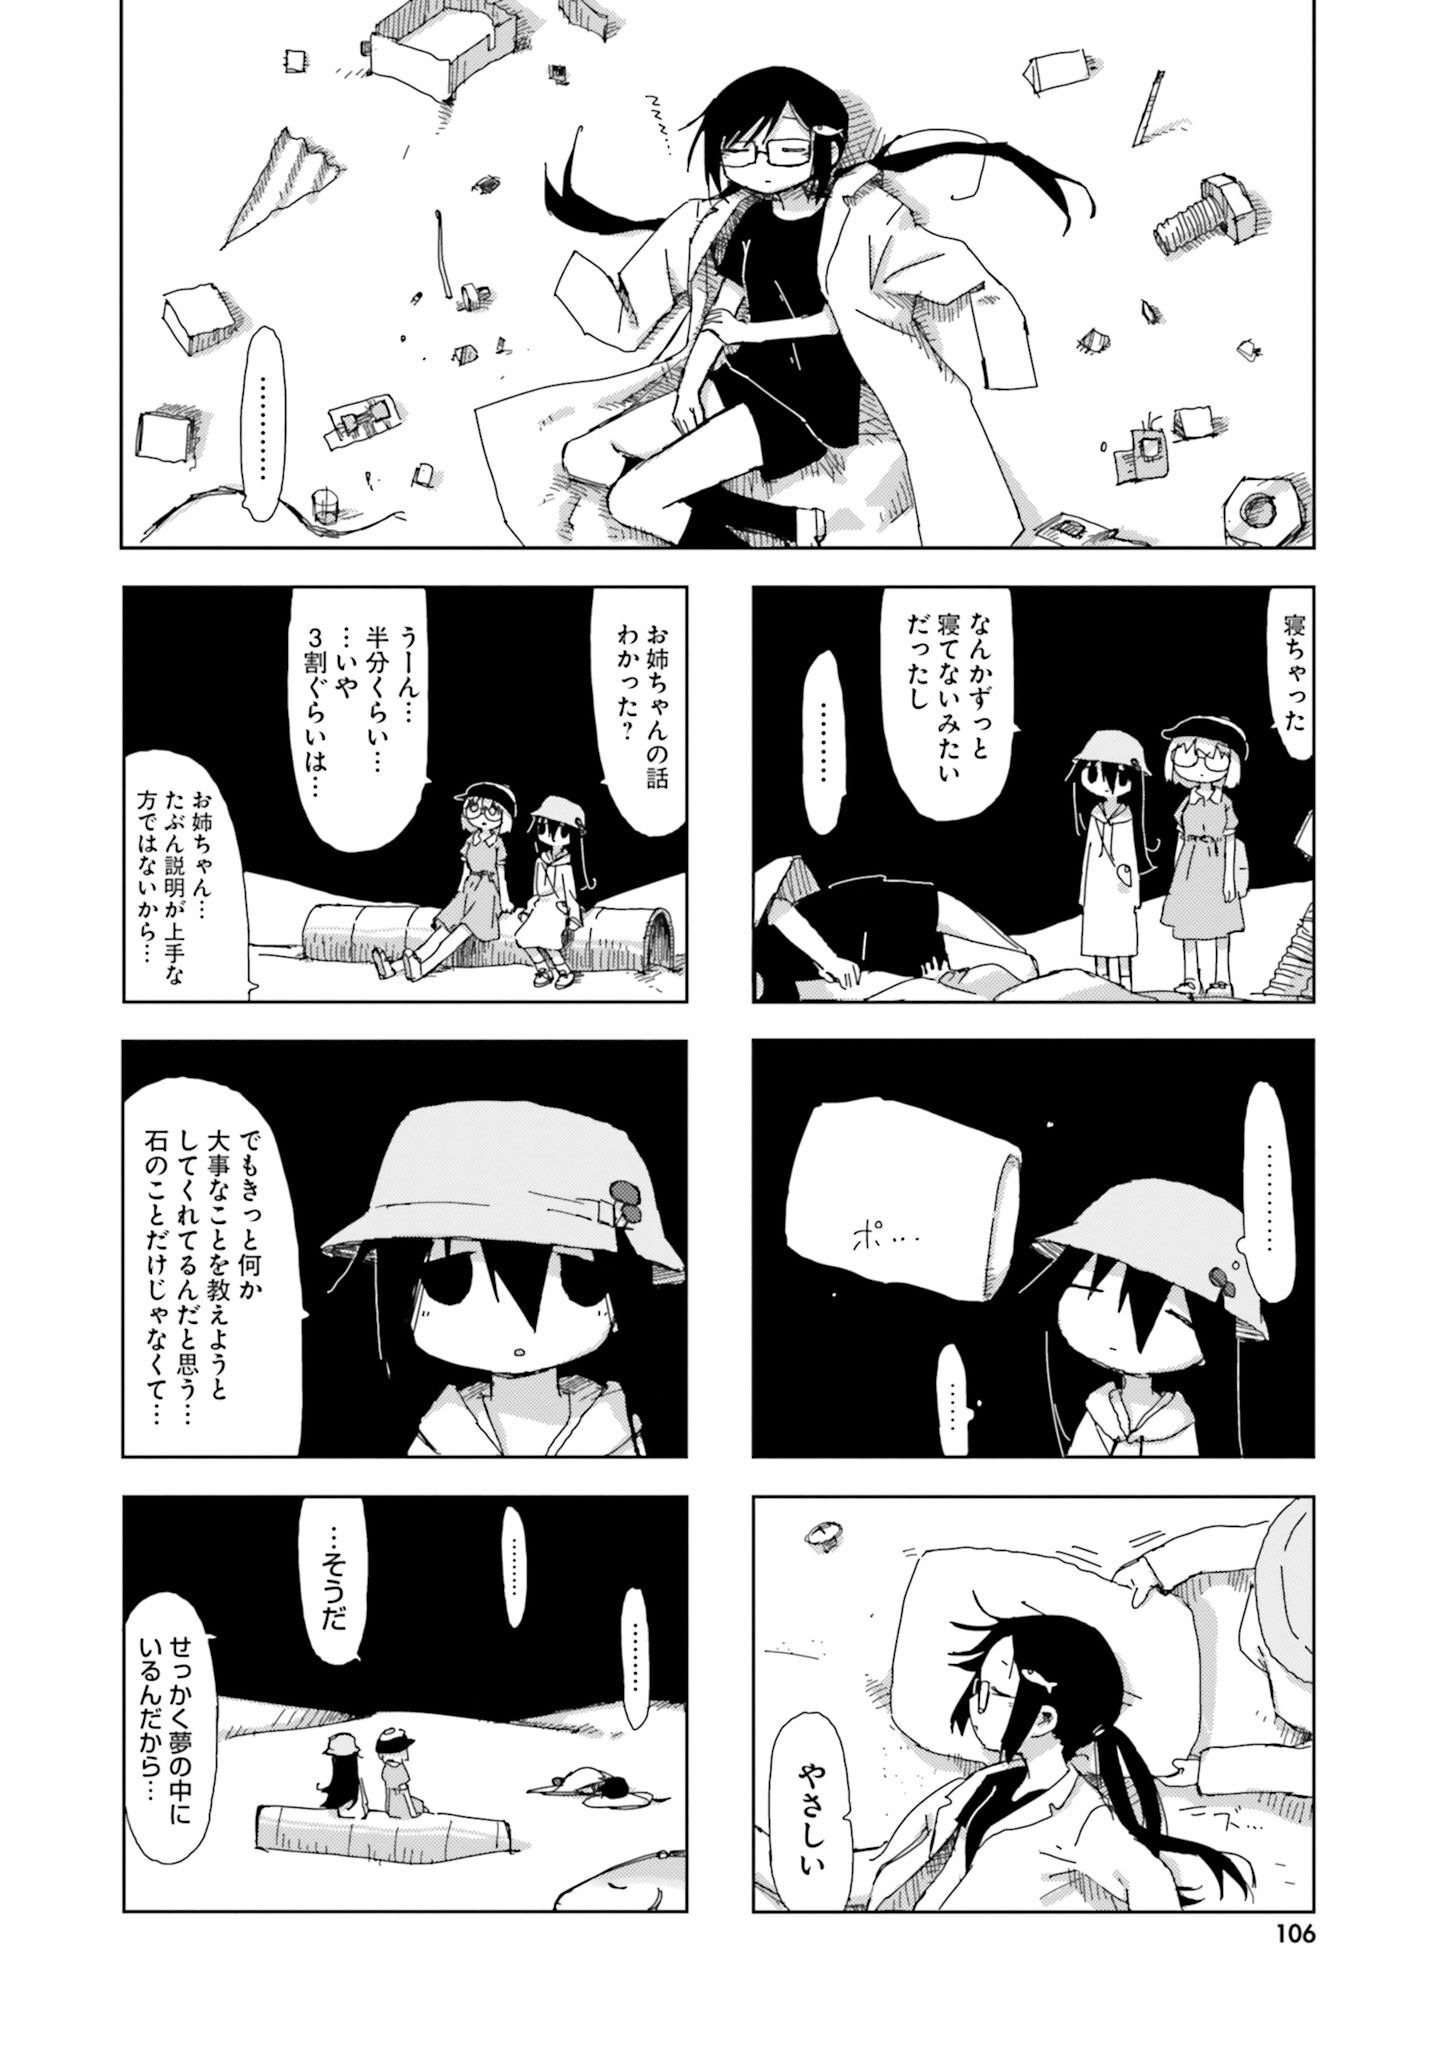 …………
寝ちゃった
なんかずっと
寝てないみたい
だったし
…………
…………
ポ…
……
やさしい
ズ…
お姉ちゃんの話
わかった?
うーん…
半分くらい…
…いや
3割ぐらいは…
お姉ちゃん…
たぶん説明が上手な
方ではないから…
でもきっと何か
大事なことを教えようと
してくれてるんだと思う…
石のことだけじゃなくて…
…………
………
…そうだ
せっかく夢の中に
いるんだから…
106